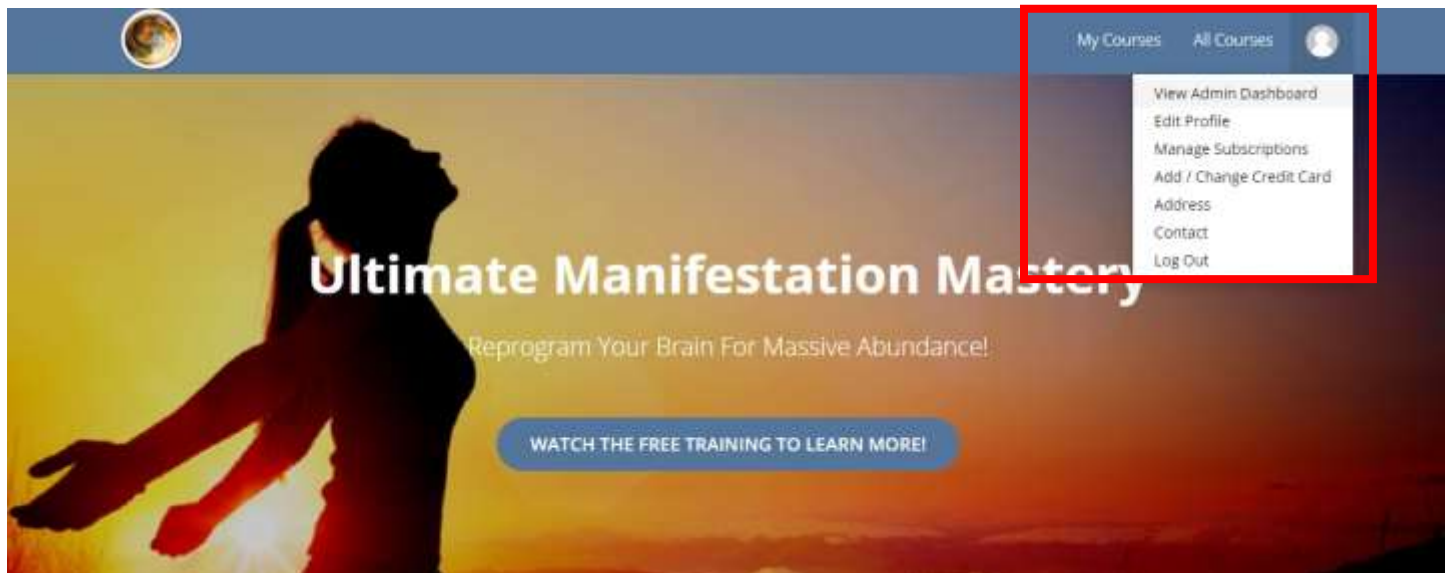 My Courses All Courses
View Admin Dashboard
Edit Profile
Manage Subscriptions
Add / Change Credit Card
Address
Contact
Log Out
Ultimate Manifestation Mastery
Reprogram Your Brain For Massive Abundance!
WATCH THE FREE TRAINING TO LEARN MORE!